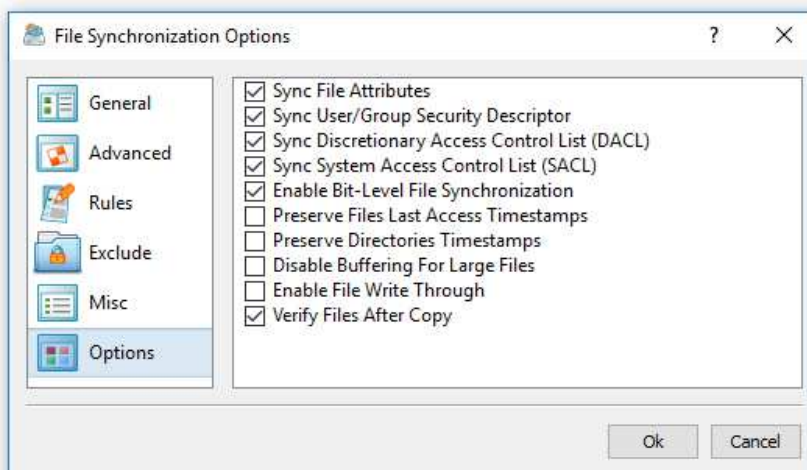 File Synchronization Options
?
General
Advanced
Rules
Exclude
Misc
Options
Sync File Attributes
Sync User/Group Security Descriptor
Sync Discretionary Access Control List (DACL)
Sync System Access Control List (SACL)
Enable Bit-Level File Synchronization
Preserve Files Last Access Timestamps
Preserve Directories Timestamps
Disable Buffering For Large Files
Enable File Write Through
Verify Files After Copy
Ok
Cancel